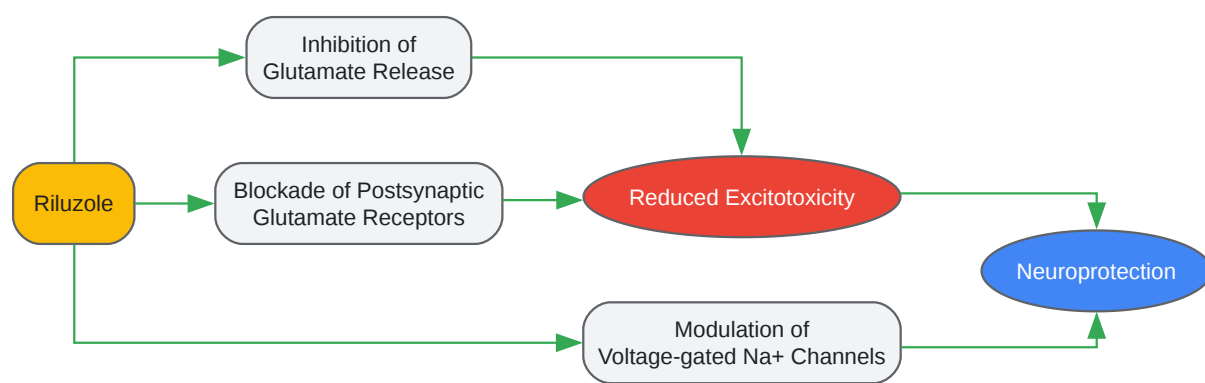 Inhibition of
Glutamate Release
Riluzole
Blockade of Postsynaptic
Glutamate Receptors
Reduced Excitotoxicity
Neuroprotection
Modulation of
Voltage-gated Na+ Channels